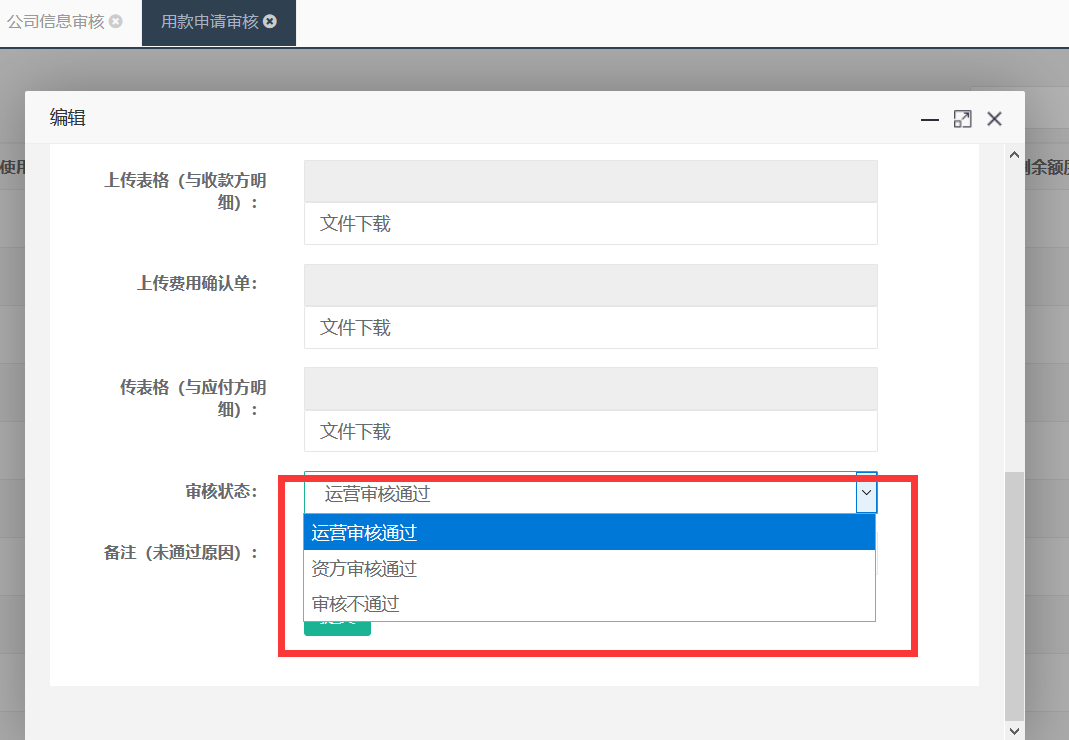 公司信息审核
用款申请审核
编辑
使用
剩余额度
上传表格（与收款方明
细）：
文件下载
上传费用确认单：
文件下载
传表格（与应付方明
细）：
文件下载
审核状态：
运营审核通过
运营审核通过
备注（未通过原因）：
资方审核通过
审核不通过